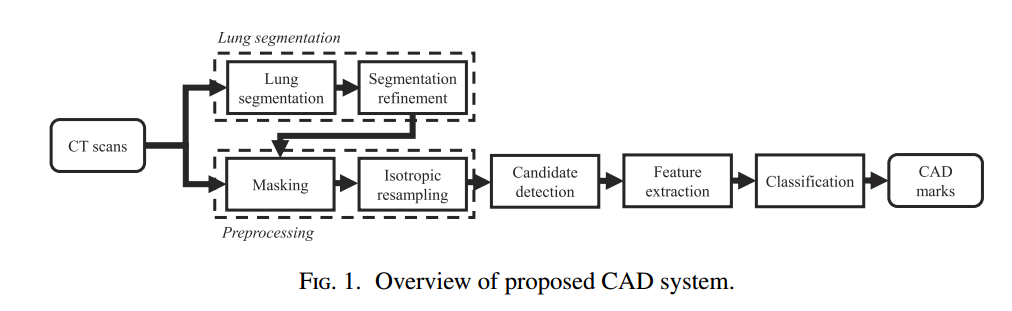 Lung segmentation
Lung
segmentation
Segmentation
refinement
CT scans
Masking
Isotropic
resampling
Candidate
detection
Feature
extraction
Classification
CAD
marks
Preprocessing
Fig. 1. Overview of proposed CAD system.